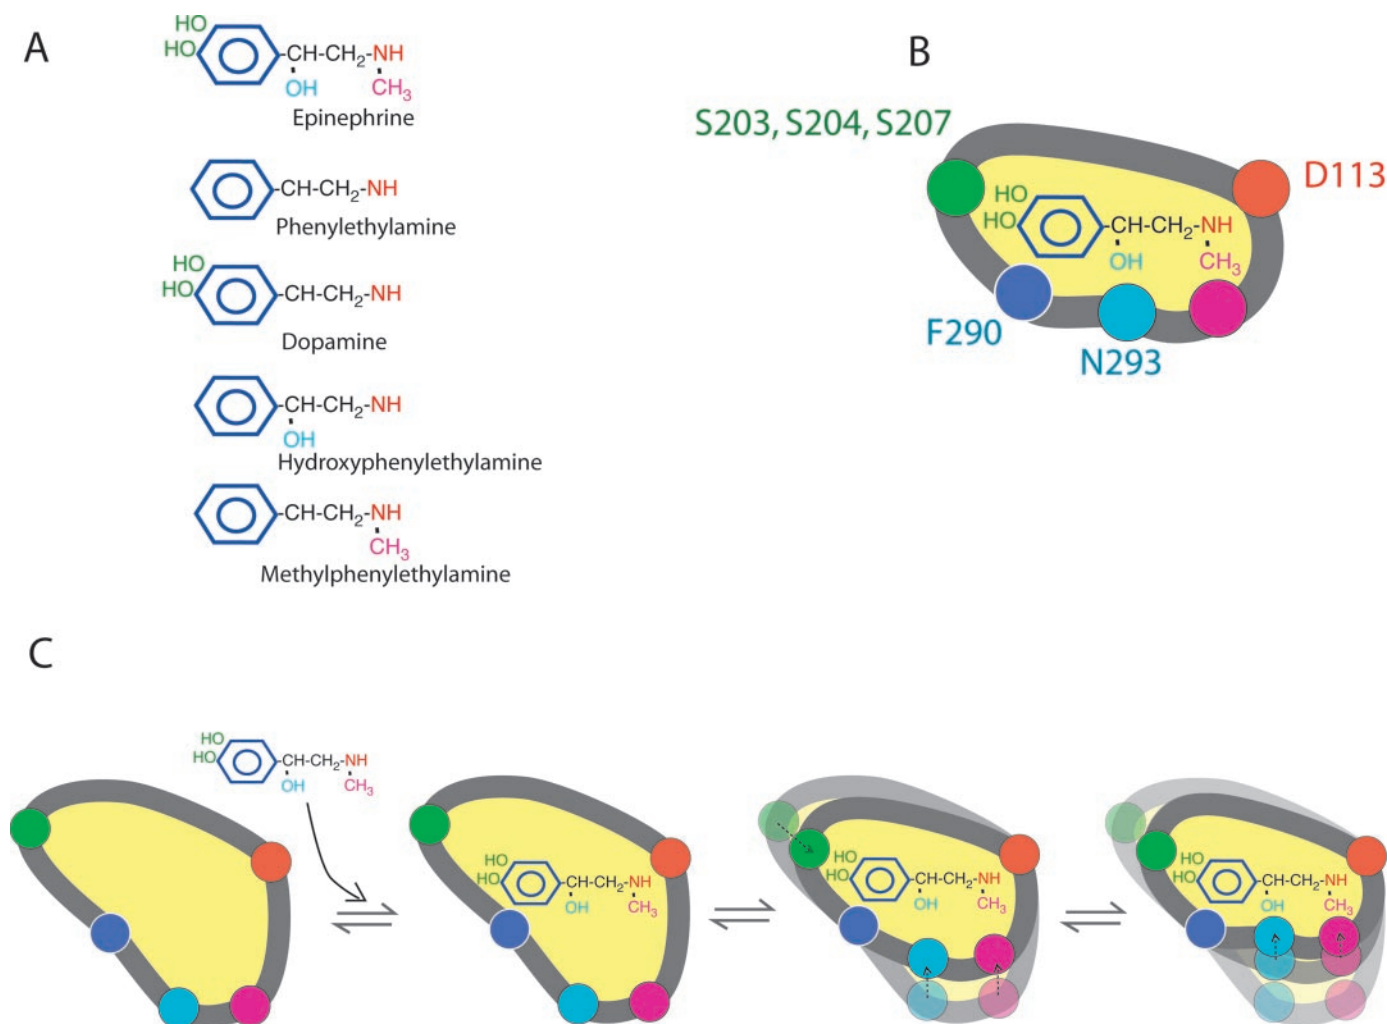 A
HO
HO
-CH-CH2-NH
OH
CH3
Epinephrine
-CH-CH2-NH
Phenylethylamine
HO
HO
-CH-CH2-NH
Dopamine
-CH-CH2-NH
OH
Hydroxyphenylethylamine
-CH-CH2-NH
CH3
Methylphenylethylamine
B
S203, S204, S207
D113
HO
HO
-CH-CH2-NH
OH
CH3
F290
N293
C
HO
HO
-CH-CH2-NH
OH
CH3
HO
HO
-CH-CH2-NH
OH
CH3
HO
HO
-CH-CH2-NH
OH
CH3
HO
HO
-CH-CH2-NH
OH
CH3